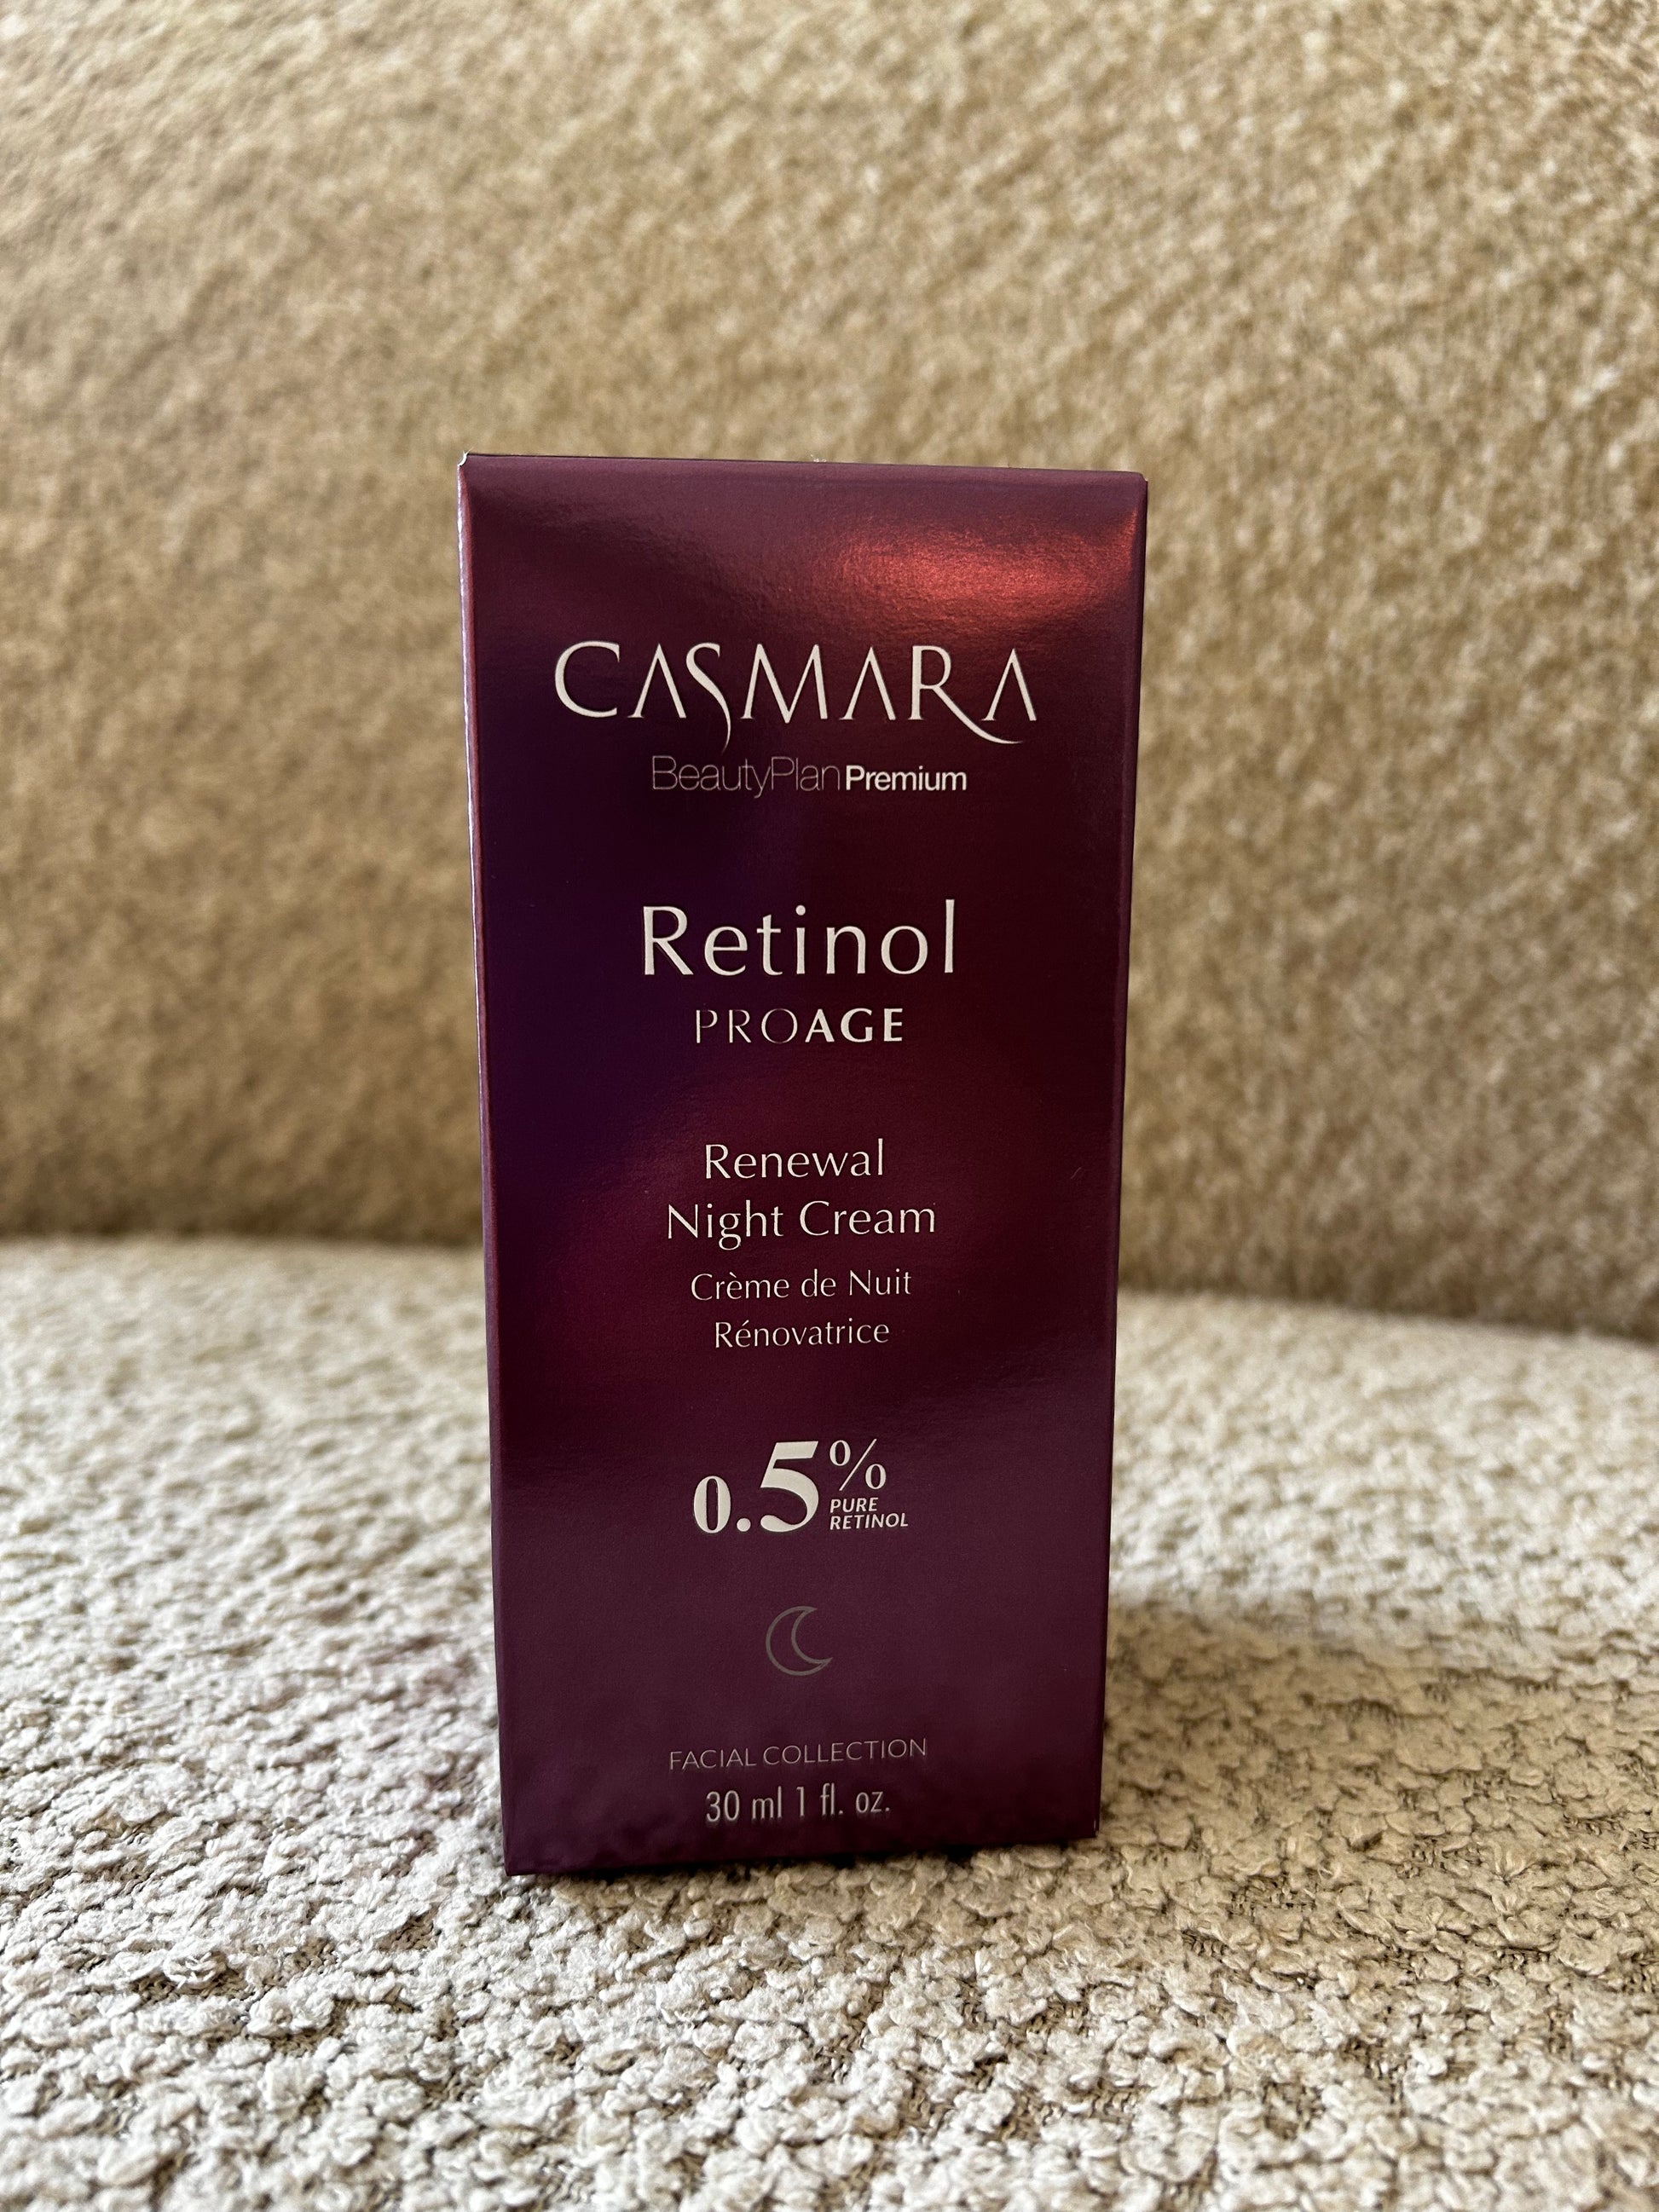 CASMARA
BeautyPlan Premium
Retinol
PROAGE
Renewal
Night Cream
Crème de Nuit
Rénovatrice
0.5%
PURE
RETINOL
FACIAL COLLECTION
30 ml 1 fl. oz.